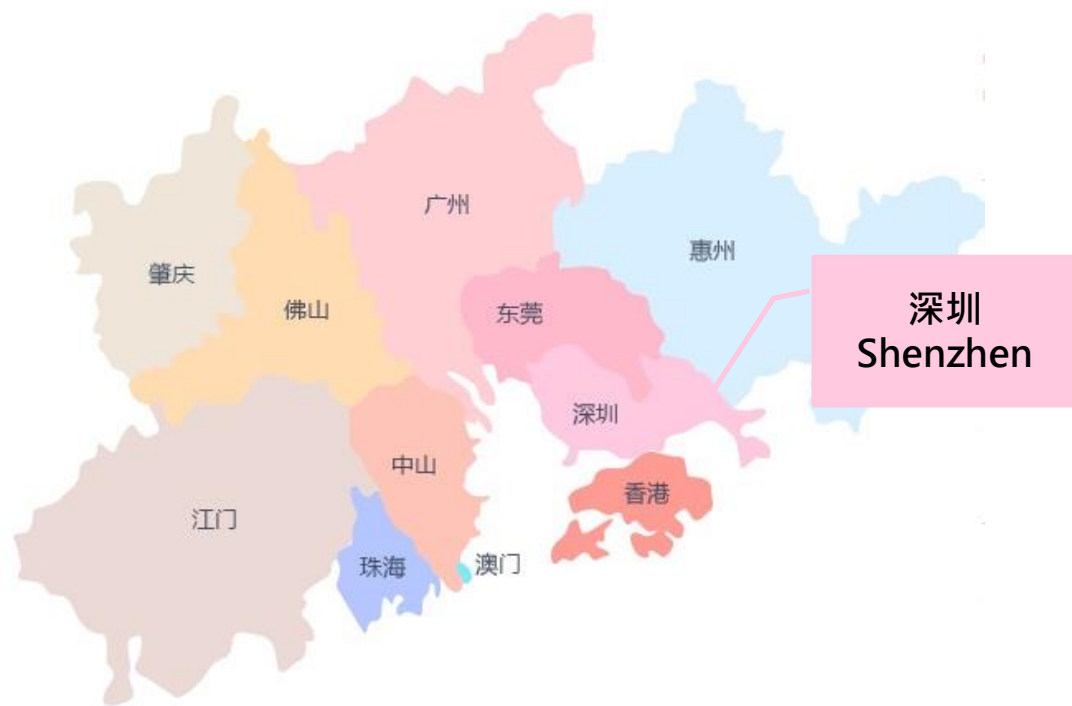 广州
惠州
肇庆
佛山
东莞
深圳
Shenzhen
深圳
中山
香港
江门
珠海
澳门